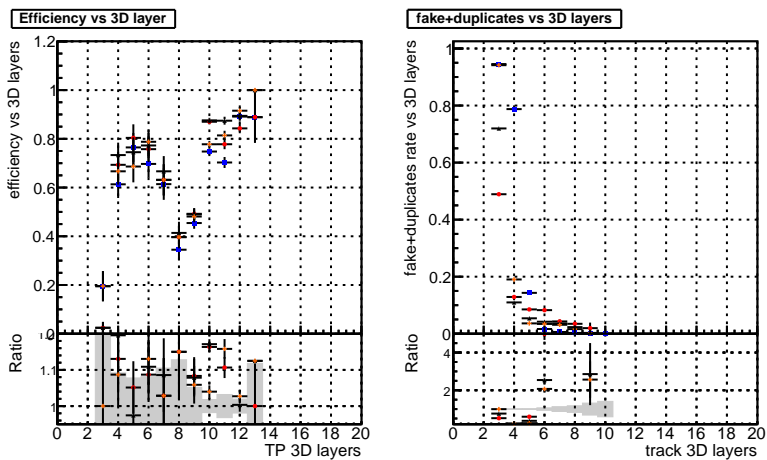 Efficiency vs 3D layer
efficiency vs 3D layers
1.2
1
0.8
0.6
0.4
0.2
0
Ratio
1.1
1
0 2 4 6 8 10 12 14 16 18 20
TP 3D layers
fake+duplicates vs 3D layers
fake+duplicates rate vs 3D layers
1
0.8
0.6
0.4
0.2
0
Ratio
4
2
0 2 4 6 8 10 12 14 16 18 20
track 3D layers